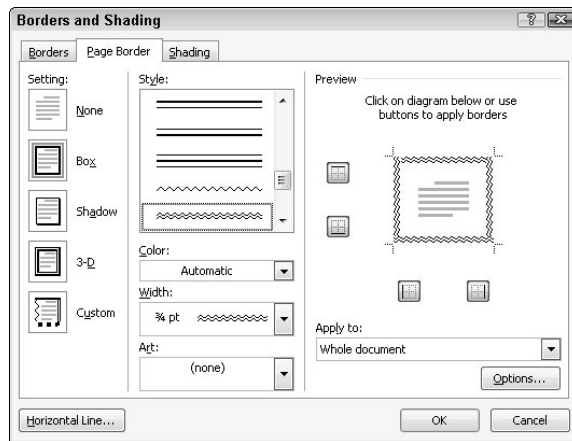 Borders and Shading
Borders
Page Border
Shading
Setting:
None
Box
Shadow
3-D
Custom
Style:
Color:
Automatic
Width:
¾ pt
Art:
(none)
Preview
Click on diagram below or use
buttons to apply borders
Apply to:
Whole document
Options...
Horizontal Line...
OK
Cancel